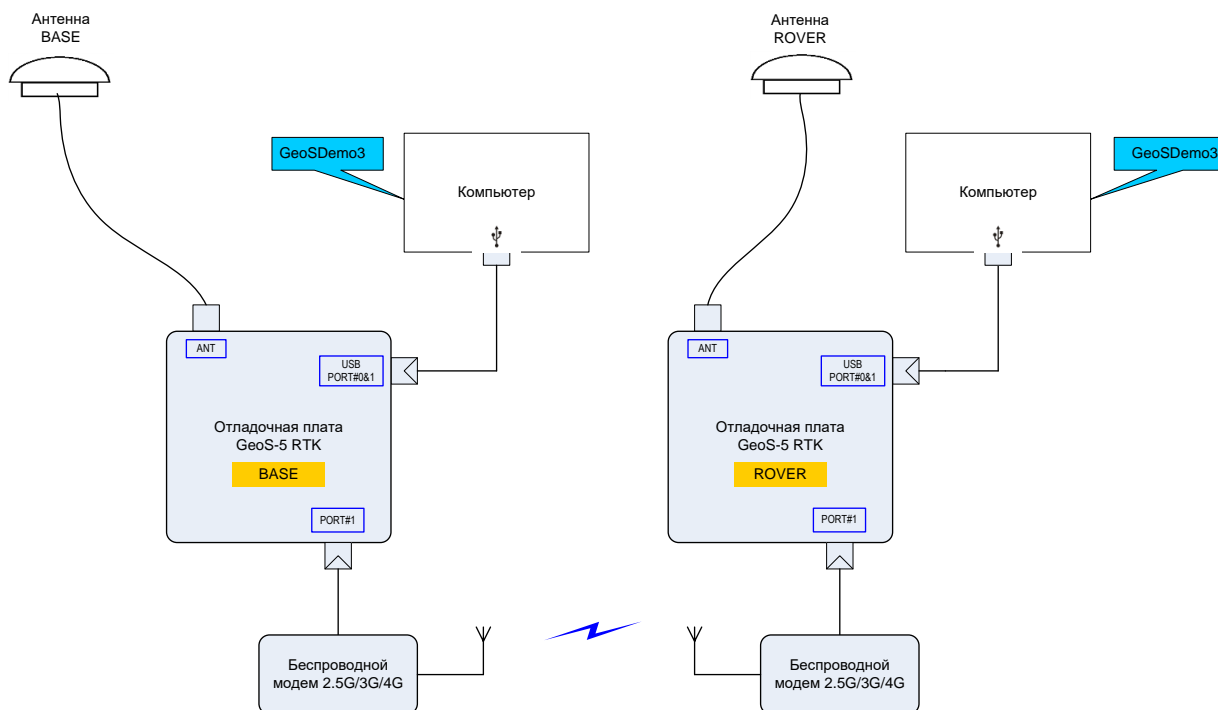 Антенна
BASE
Антенна
ROVER
GeoSDemo3
Компьютер
GeoSDemo3
Компьютер
ANT
USB
PORT#0&1
Отладочная плата
GeoS-5 RTK
BASE
PORT#1
ANT
USB
PORT#0&1
Отладочная плата
GeoS-5 RTK
ROVER
PORT#1
Беспроводной
модем 2.5G/3G/4G
Беспроводной
модем 2.5G/3G/4G